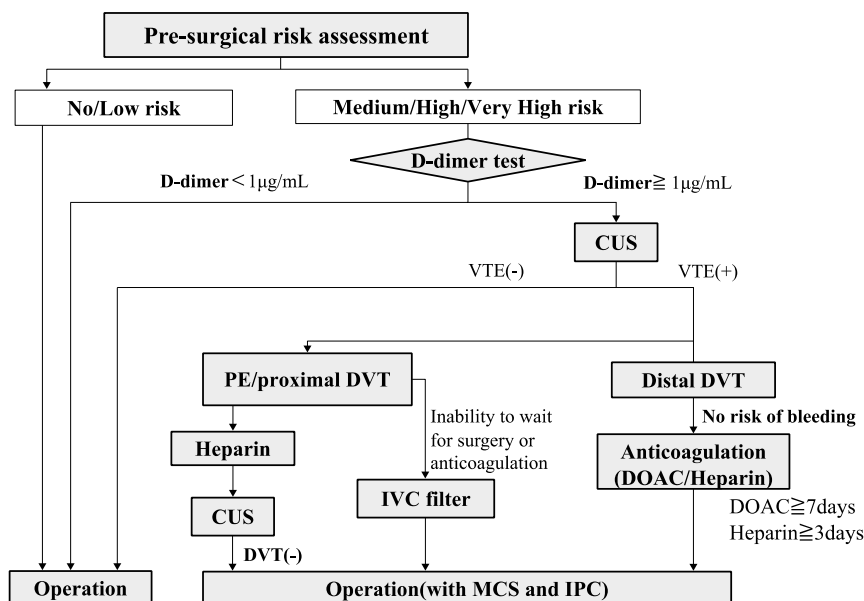 Pre-surgical risk assessment
No/Low risk
Medium/High/Very High risk
D-dimer test
D-dimer＜1μg/mL
D-dimer≧ 1μg/mL
CUS
VTE(-)
VTE(+)
PE/proximal DVT
Distal DVT
Inability to wait
for surgery or
anticoagulation
No risk of bleeding
Heparin
Anticoagulation
(DOAC/Heparin)
CUS
IVC filter
DOAC≧7days
Heparin≧3days
DVT(-)
Operation
Operation(with MCS and IPC)